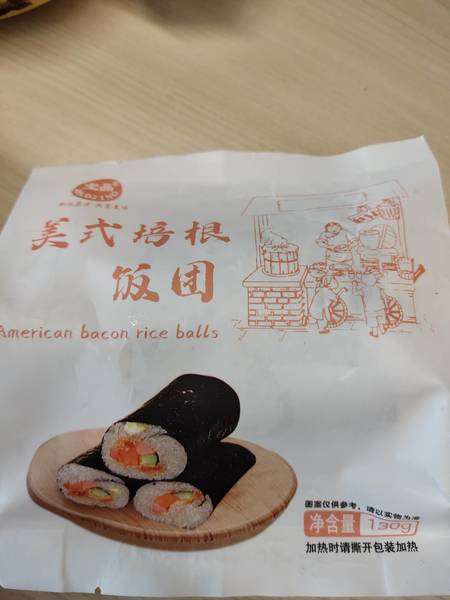 美式培根
饭团
American bacon rice balls
图案仅供参考，请以实物为准
净含量 130g
加热时请撕开包装加热